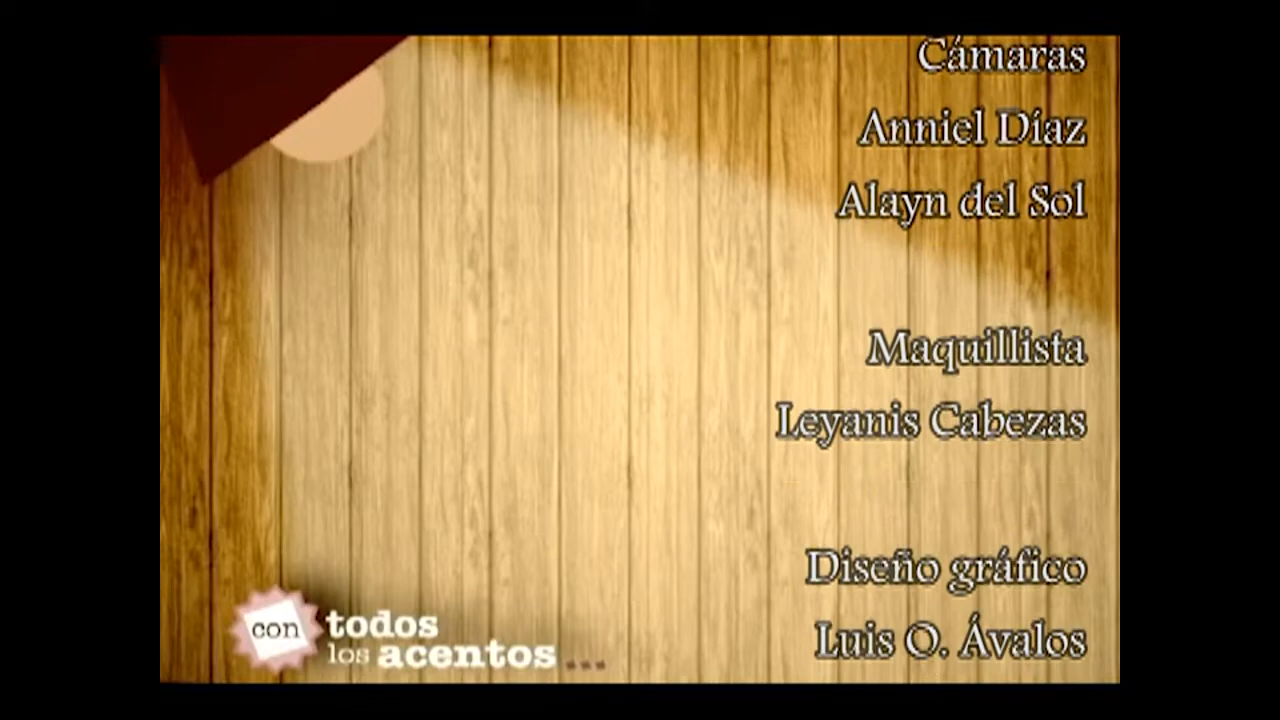 Cámaras
Anniel Díaz
Alayn del Sol
Maquillista
Leyanis Cabezas
Diseño gráfico
Luis O. Ávalos
con todos
los acentos...